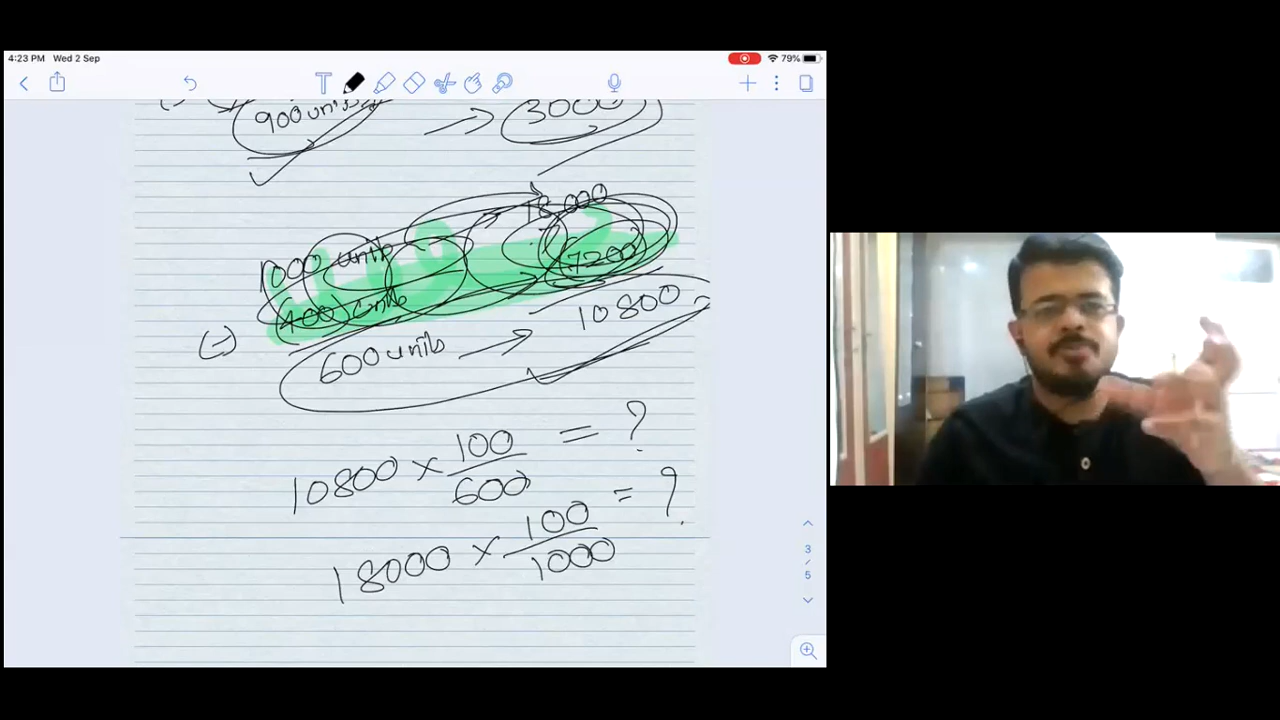 4:23 PM Wed 2 Sep
79%
T
900 units → 3000
1000 units → 18000
400 units 7200
(-)
600 units → 10800
10800 × 100/600 = ?
18000 × 100/1000 = ?
3
/
5